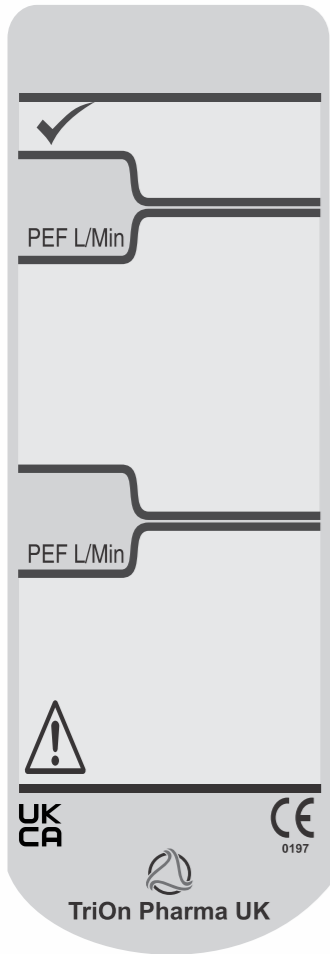 PEF L/Min
PEF L/Min
UK
CA
CE
0197
TriOn Pharma UK